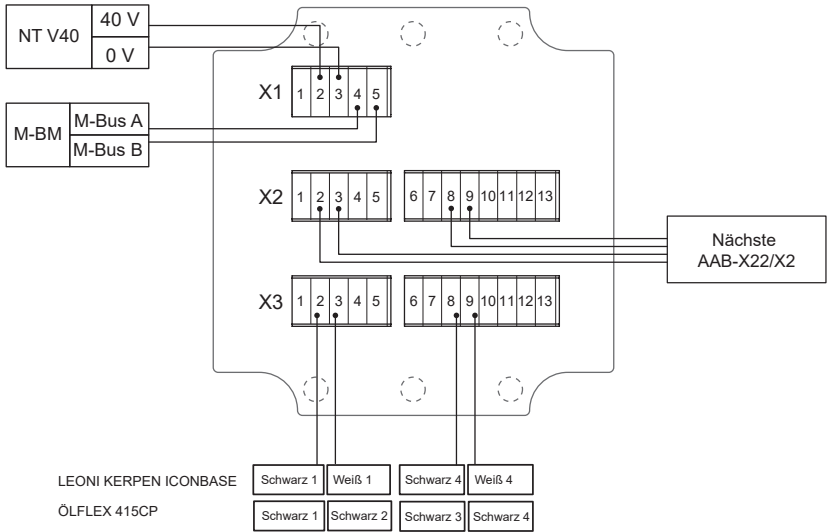 NT V40
40 V
0 V
X1 1 2 3 4 5
M-BM
M-Bus A
M-Bus B
X2 1 2 3 4 5 6 7 8 9 10 11 12 13
Nächste
AAB-X22/X2
X3 1 2 3 4 5 6 7 8 9 10 11 12 13
LEONI KERPEN ICONBASE Schwarz 1 Weiß 1 Schwarz 4 Weiß 4
ÖLFLEX 415CP Schwarz 1 Schwarz 2 Schwarz 3 Schwarz 4